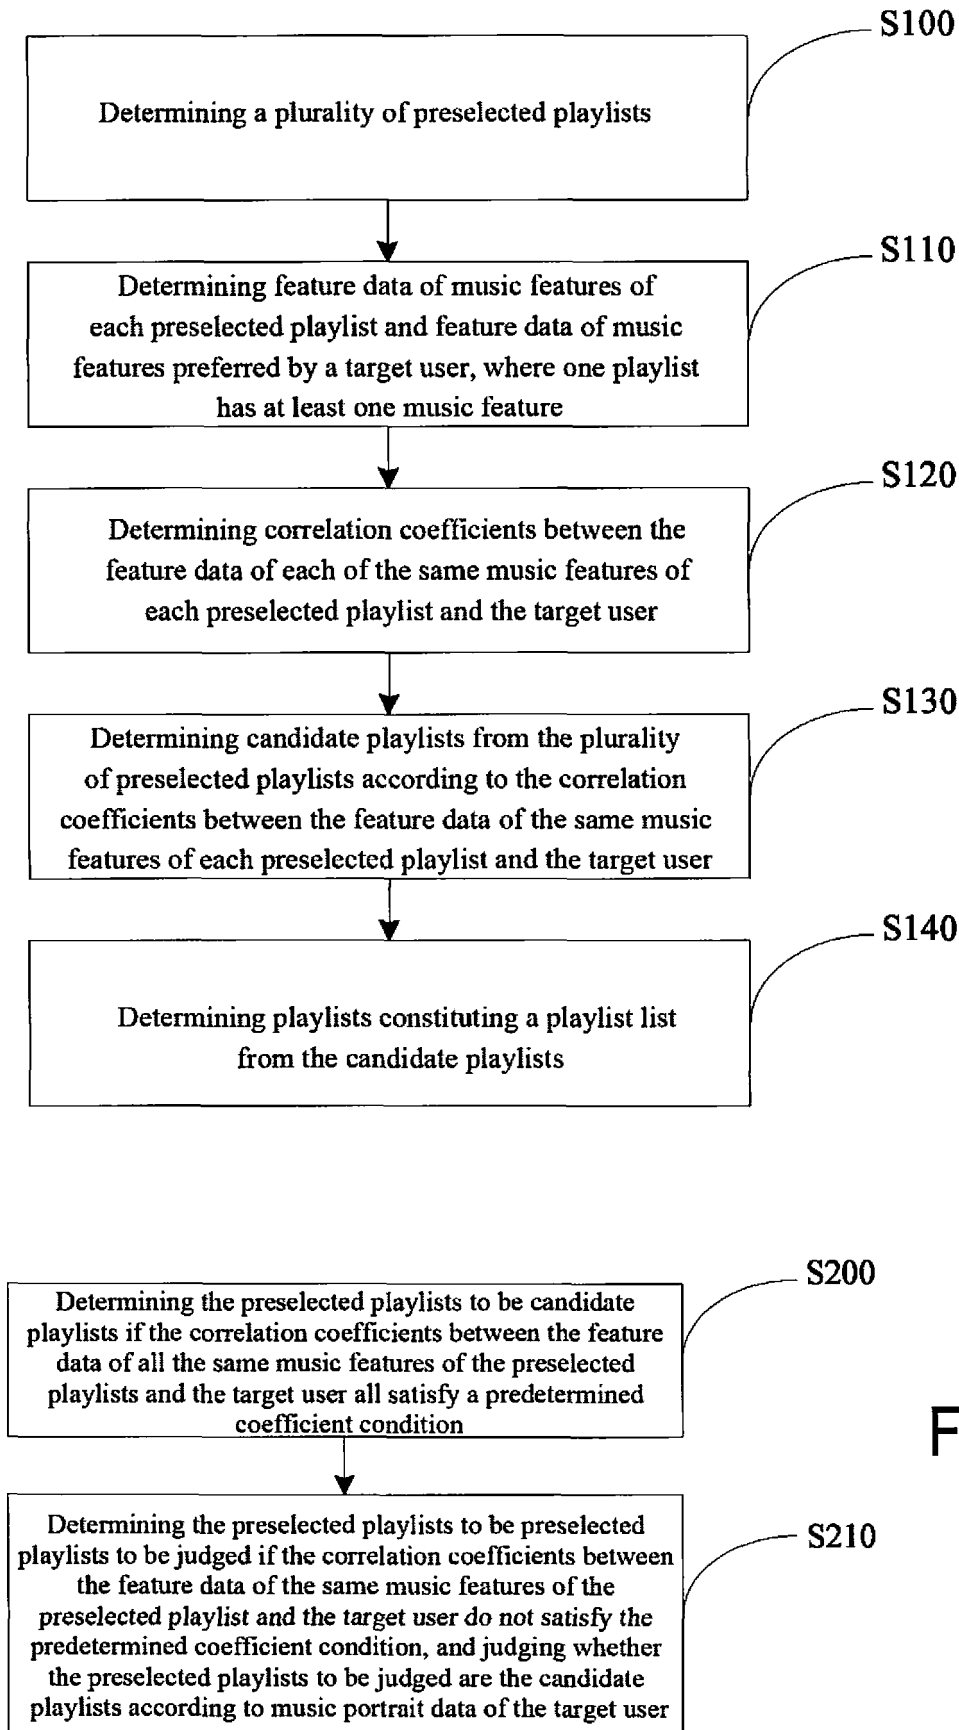 S100
Determining a plurality of preselected playlists
S110
Determining feature data of music features of
each preselected playlist and feature data of music
features preferred by a target user, where one playlist
has at least one music feature
S120
Determining correlation coefficients between the
feature data of each of the same music features of
each preselected playlist and the target user
S130
Determining candidate playlists from the plurality
of preselected playlists according to the correlation
coefficients between the feature data of the same music
features of each preselected playlist and the target user
S140
Determining playlists constituting a playlist list
from the candidate playlists
S200
Determining the preselected playlists to be candidate
playlists if the correlation coefficients between the feature
data of all the same music features of the preselected
playlists and the target user all satisfy a predetermined
coefficient condition
F
S210
Determining the preselected playlists to be preselected
playlists to be judged if the correlation coefficients between
the feature data of the same music features of the
preselected playlist and the target user do not satisfy the
predetermined coefficient condition, and judging whether
the preselected playlists to be judged are the candidate
playlists according to music portrait data of the target user